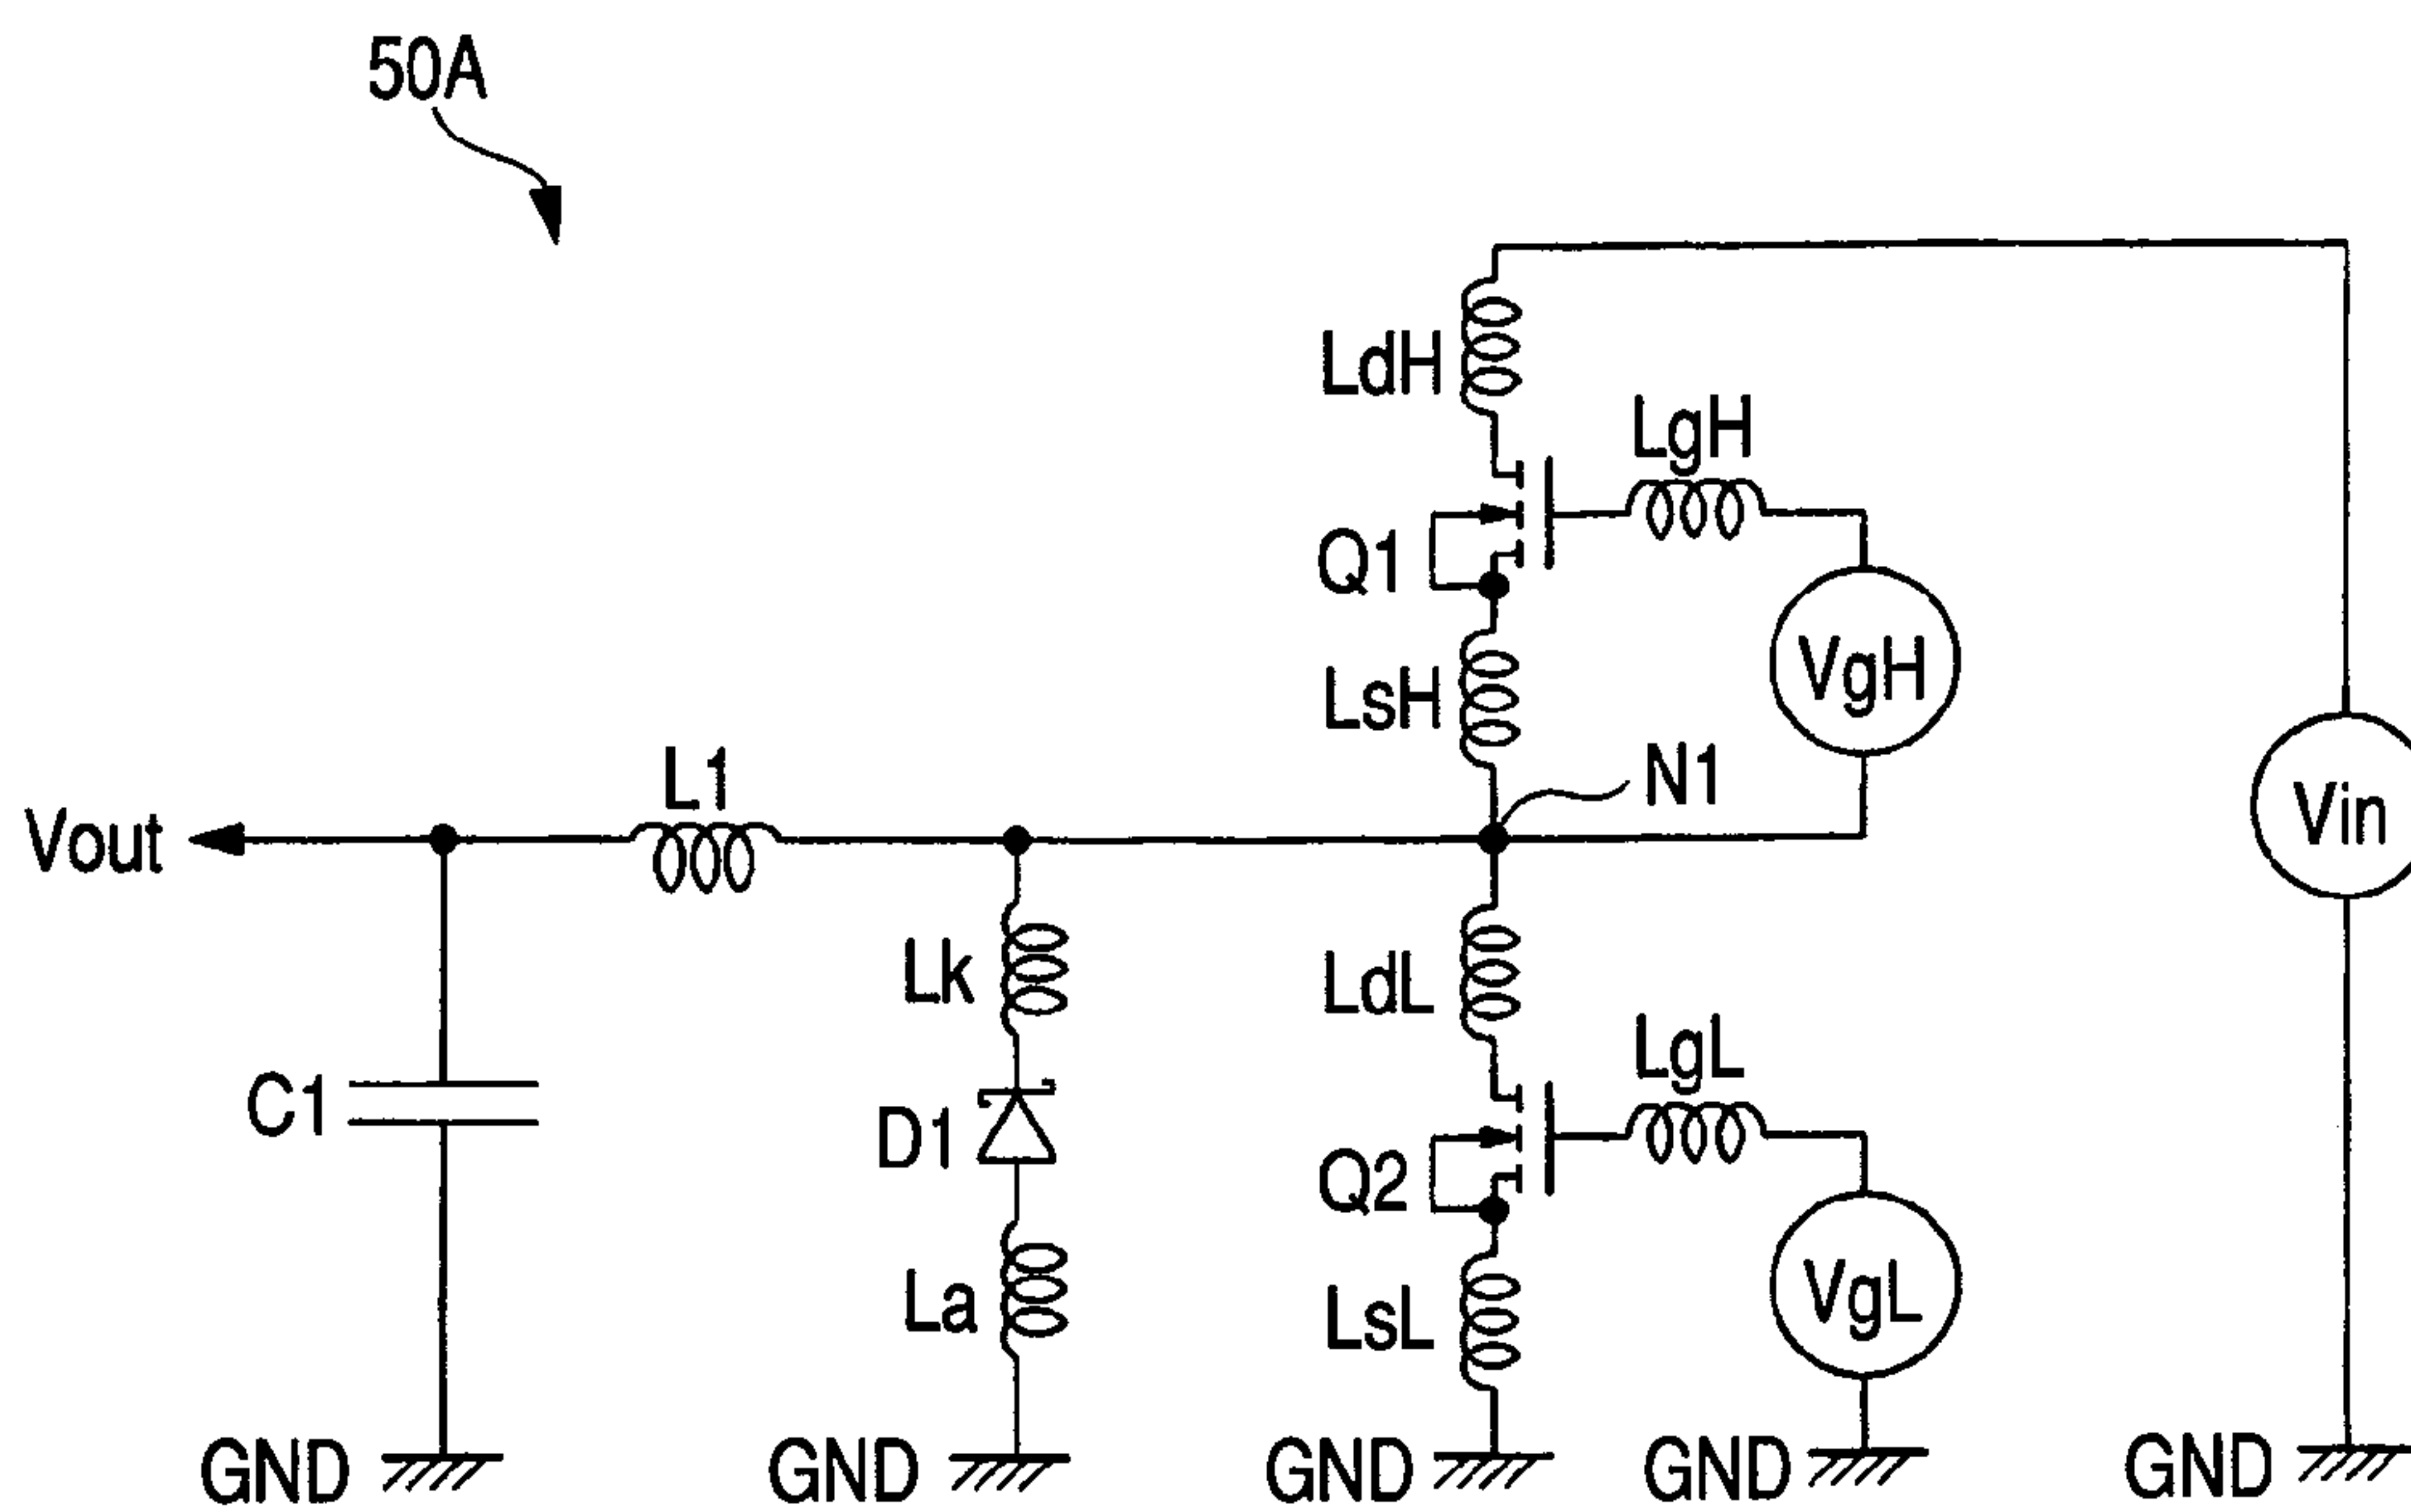 50A
LdH
LgH
Q1
VgH
LsH
N1
L1
Vin
Vout
Lk
LdL
LgL
C1
D1
Q2
VgL
La
LsL
GND
GND
GND
GND
GND